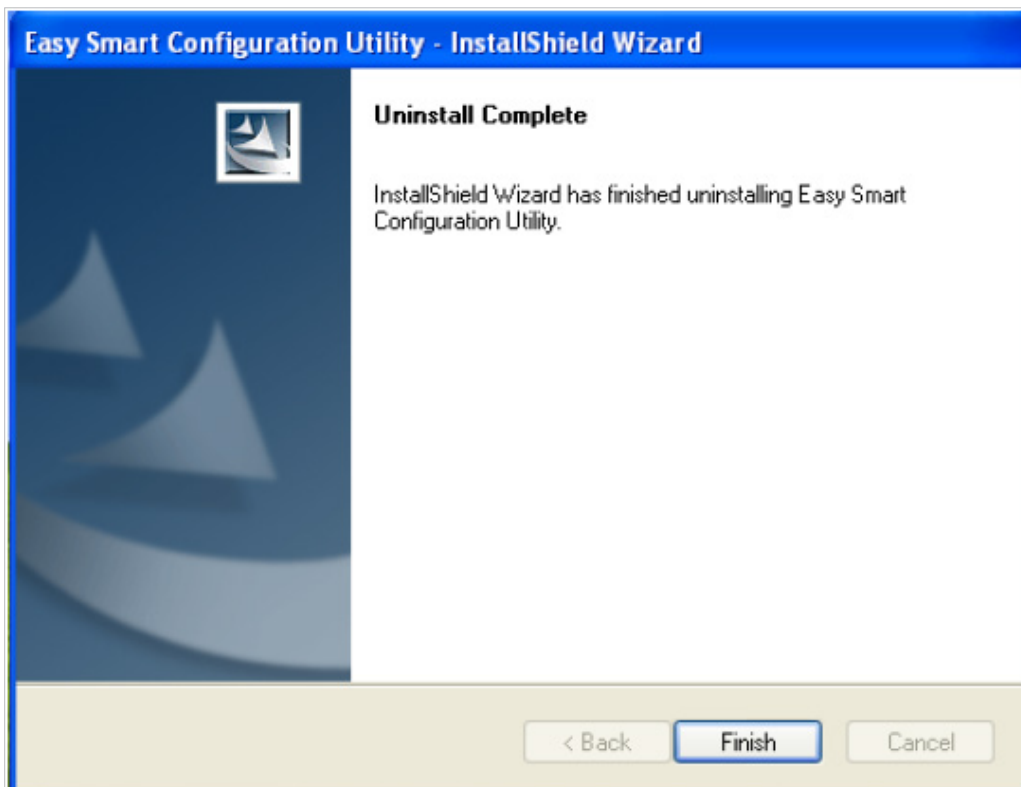 Easy Smart Configuration Utility - InstallShield Wizard
Uninstall Complete
InstallShield Wizard has finished uninstalling Easy Smart
Configuration Utility.
< Back
Finish
Cancel